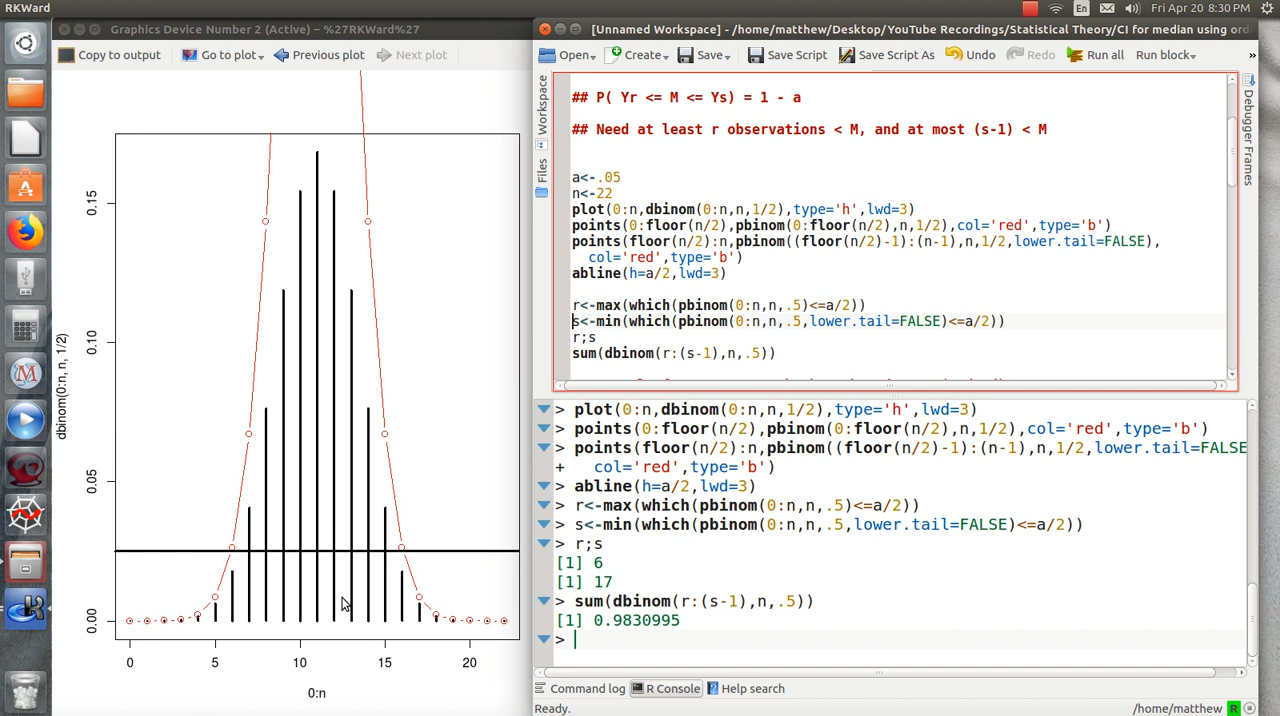 RKWard
En
Fri Apr 20 8:30 PM
Graphics Device Number 2 (Active) – %27RKWard%27
Copy to output
Go to plot
Previous plot
Next plot
0.15
0.10
0.05
0.00
dbinom(0:n, n, 1/2)
0
5
10
15
20
0:n
[Unnamed Workspace] - /home/matthew/Desktop/YouTube Recordings/Statistical Theory/CI for median using ord
Open
Create
Save
Save Script
Save Script As
Undo
Redo
Run all
Run block
»
Workspace
Files
Debugger Frames
## P( Yr <= M <= Ys) = 1 - a
## Need at least r observations < M, and at most (s-1) < M
a<-.05
n<-22
plot(0:n,dbinom(0:n,n,1/2),type='h',lwd=3)
points(0:floor(n/2),pbinom(0:floor(n/2),n,1/2),col='red',type='b')
points(floor(n/2):n,pbinom((floor(n/2)-1):(n-1),n,1/2,lower.tail=FALSE),
col='red',type='b')
abline(h=a/2,lwd=3)
r<-max(which(pbinom(0:n,n,.5)<=a/2))
s<-min(which(pbinom(0:n,n,.5,lower.tail=FALSE)<=a/2))
r;s
sum(dbinom(r:(s-1),n,.5))
> plot(0:n,dbinom(0:n,n,1/2),type='h',lwd=3)
> points(0:floor(n/2),pbinom(0:floor(n/2),n,1/2),col='red',type='b')
> points(floor(n/2):n,pbinom((floor(n/2)-1):(n-1),n,1/2,lower.tail=FALSE
+ col='red',type='b')
> abline(h=a/2,lwd=3)
> r<-max(which(pbinom(0:n,n,.5)<=a/2))
> s<-min(which(pbinom(0:n,n,.5,lower.tail=FALSE)<=a/2))
> r;s
[1] 6
[1] 17
> sum(dbinom(r:(s-1),n,.5))
[1] 0.9830995
>
Command log
R Console
Help search
Ready.
/home/matthew
R